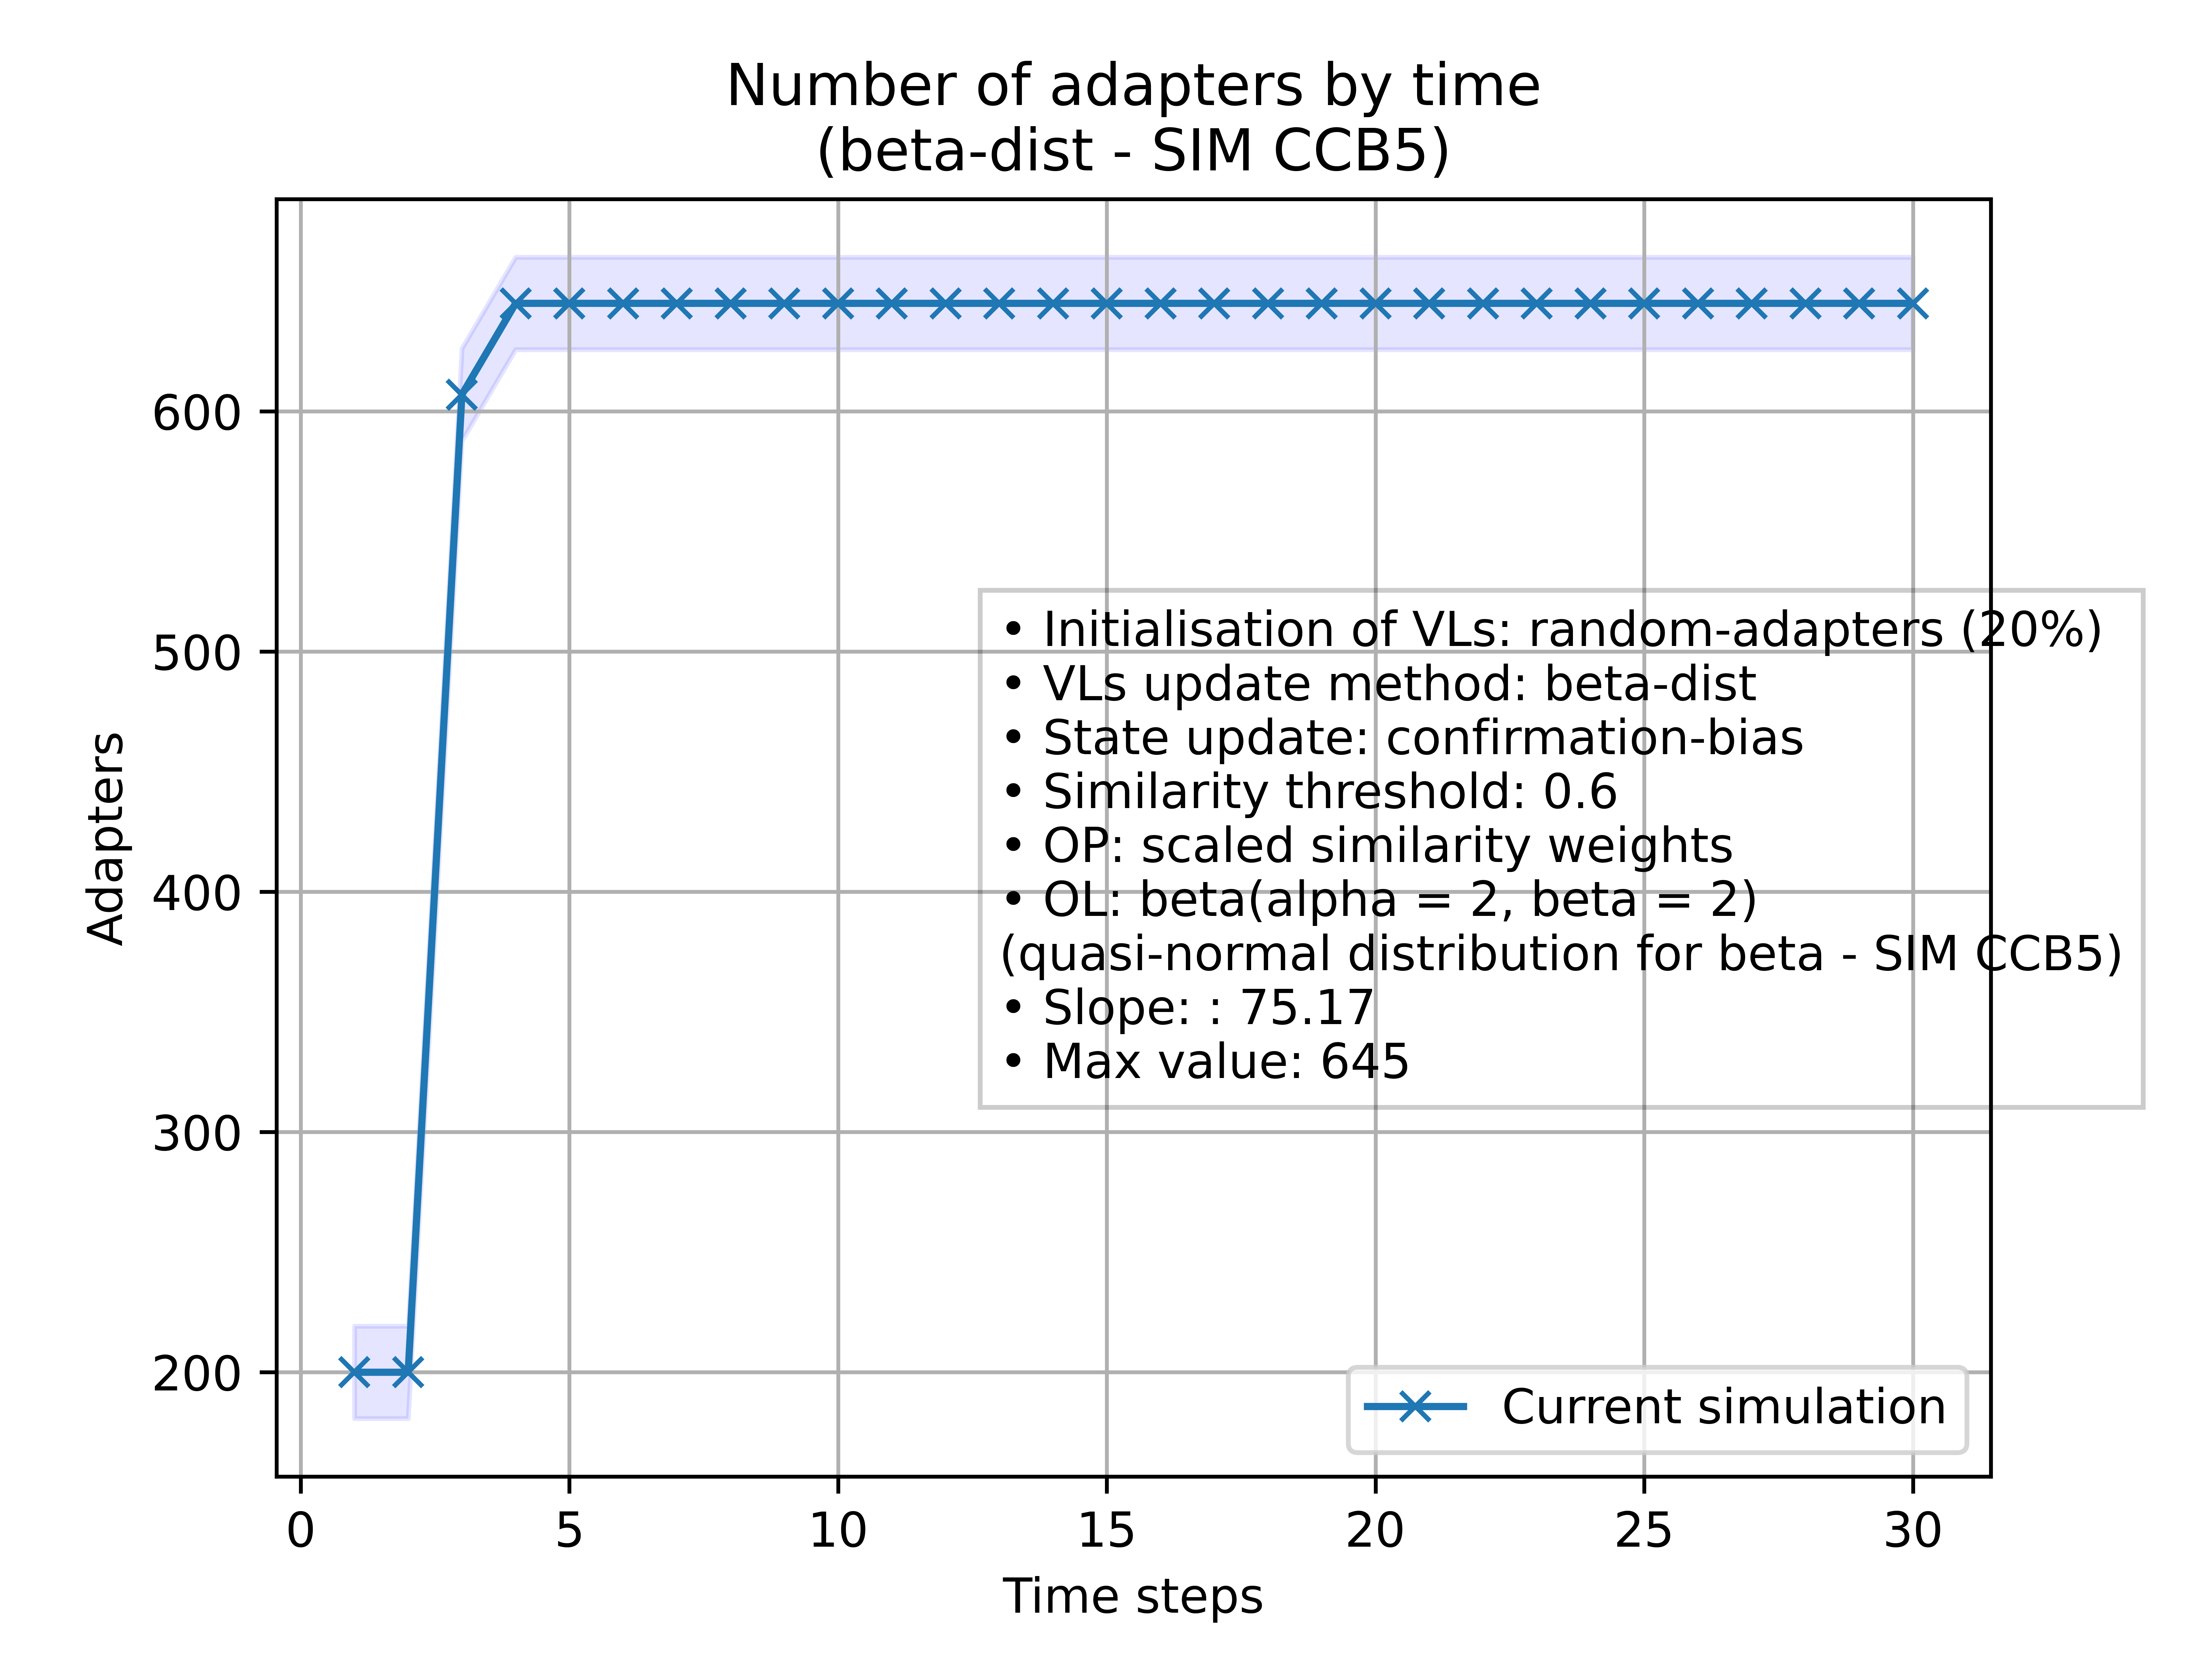 Number of adapters by time
(beta-dist - SIM CCB5)
600
500
400
300
200
Adapters
• Initialisation of VLs: random-adapters (20%)
• VLs update method: beta-dist
• State update: confirmation-bias
• Similarity threshold: 0.6
• OP: scaled similarity weights
• OL: beta(alpha = 2, beta = 2)
(quasi-normal distribution for beta - SIM CCB5)
• Slope: : 75.17
• Max value: 645
Current simulation
0 5 10 15 20 25 30
Time steps